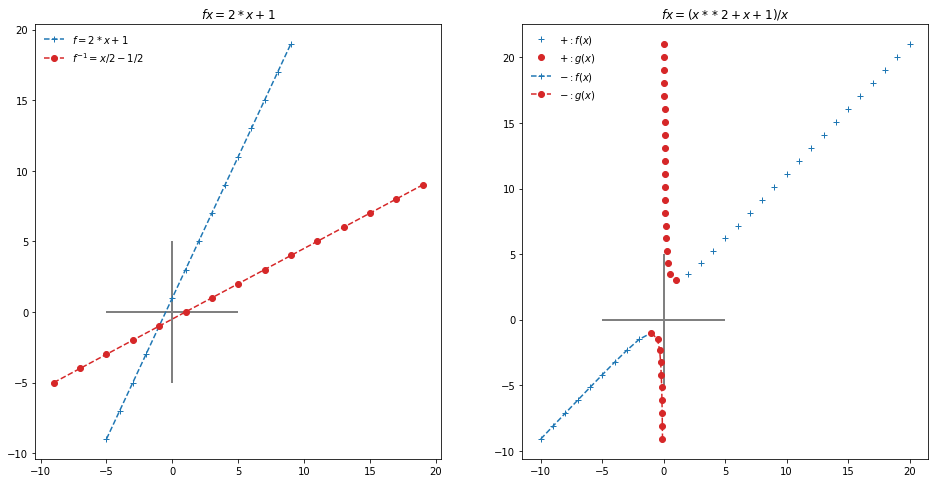 fx = 2 * x + 1
f = 2 * x + 1
f⁻¹ = x/2 − 1/2
20
15
10
5
0
−5
−10
−10 −5 0 5 10 15 20
fx = (x * * 2 + x + 1)/x
+ : f(x)
+ : g(x)
− : f(x)
− : g(x)
20
15
10
5
0
−5
−10
−10 −5 0 5 10 15 20